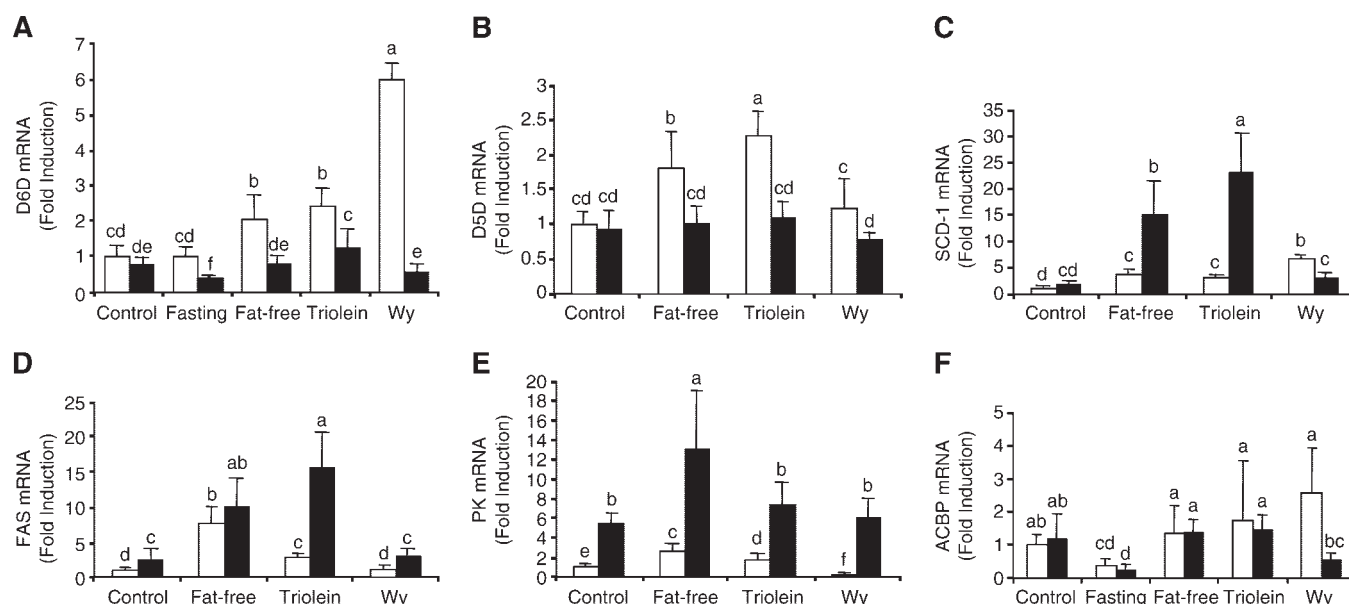 A
D6D mRNA
(Fold Induction)
7
6
5
4
3
2
1
0
cd
de
cd
f
b
de
b
c
a
e
Control Fasting Fat-free Triolein Wy
B
D5D mRNA
(Fold Induction)
3
2.5
2
1.5
1
0.5
0
cd
cd
b
cd
a
cd
c
d
Control Fat-free Triolein Wy
C
SCD-1 mRNA
(Fold Induction)
35
30
25
20
15
10
5
0
d
cd
c
b
c
a
b
c
Control Fat-free Triolein Wy
D
FAS mRNA
(Fold Induction)
25
20
15
10
5
0
d
c
b
ab
c
a
d
c
Control Fat-free Triolein Wy
E
PK mRNA
(Fold Induction)
20
18
16
14
12
10
8
6
4
2
0
e
b
c
a
d
b
f
b
Control Fat-free Triolein Wy
F
ACBP mRNA
(Fold Induction)
5
4
3
2
1
0
ab
ab
cd
d
a
a
a
a
a
bc
Control Fasting Fat-free Triolein Wy